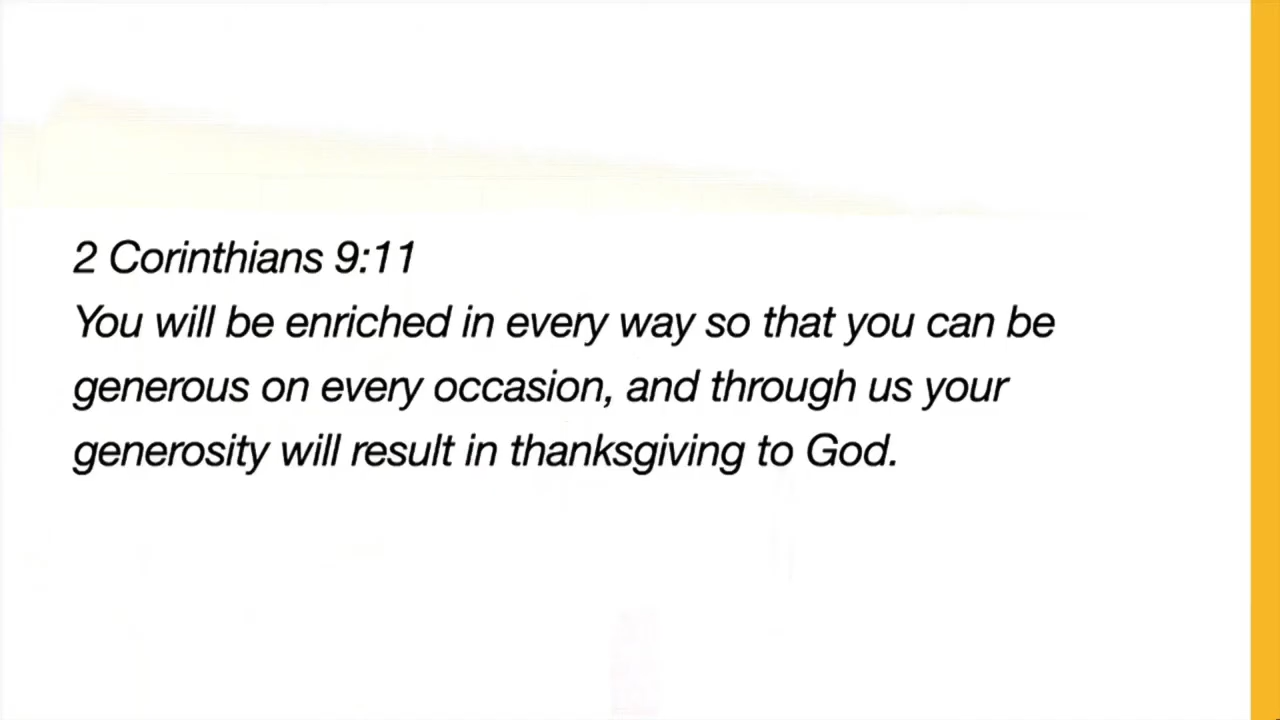 2 Corinthians 9:11
You will be enriched in every way so that you can be
generous on every occasion, and through us your
generosity will result in thanksgiving to God.